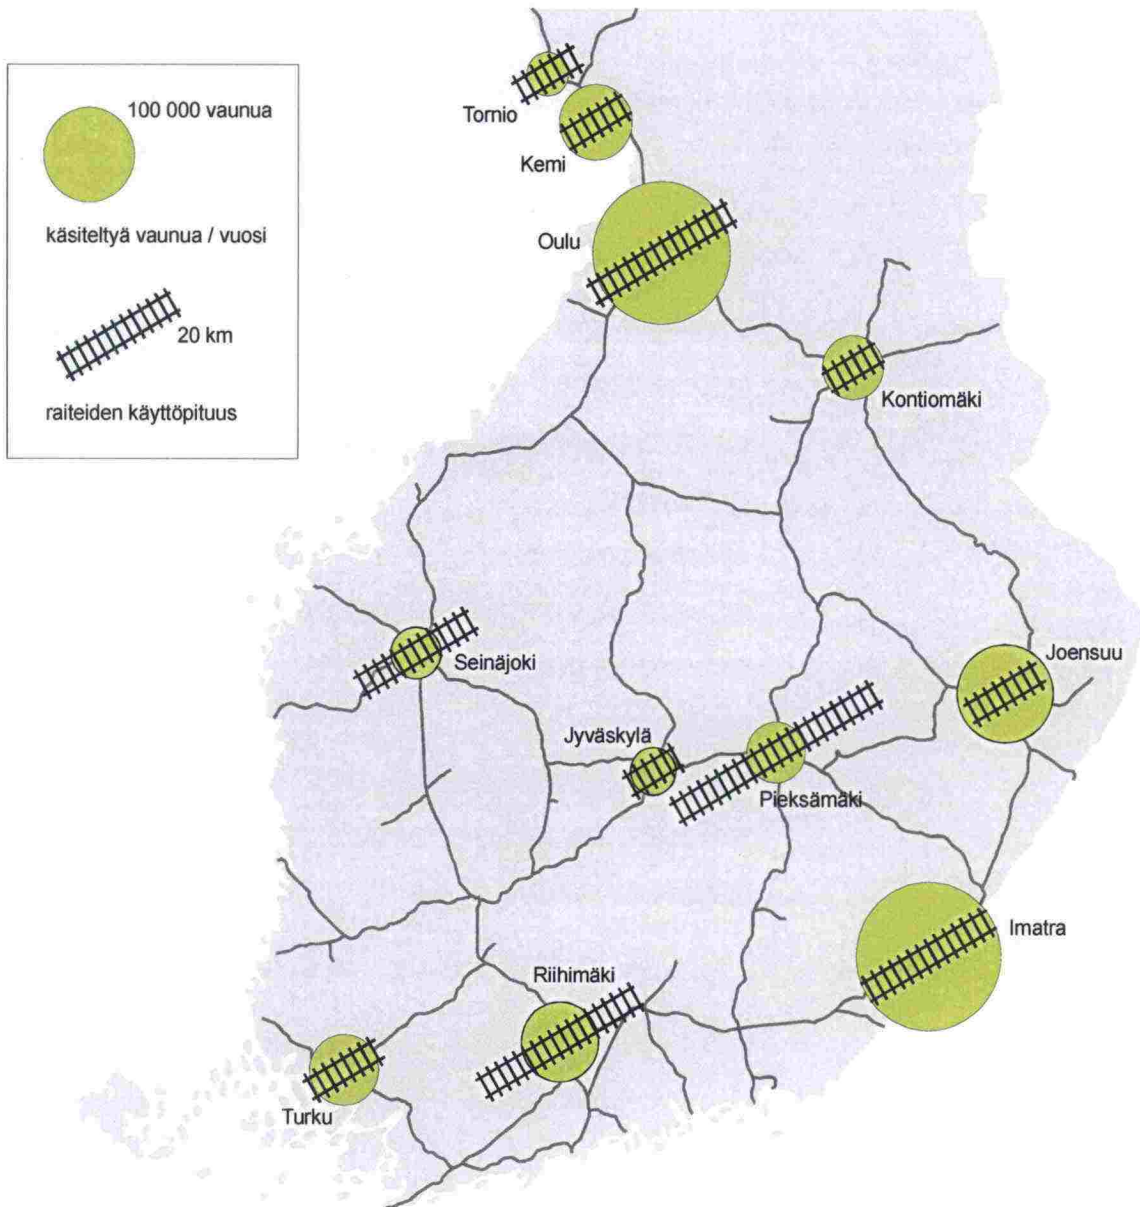 100 000 vaunua
käsiteltyä vaunua / vuosi
20 km
raiteiden käyttöpituus
Tornio
Kemi
Oulu
Kontiomäki
Seinäjoki
Joensuu
Jyväskylä
Pieksämäki
Imatra
Riihimäki
Turku